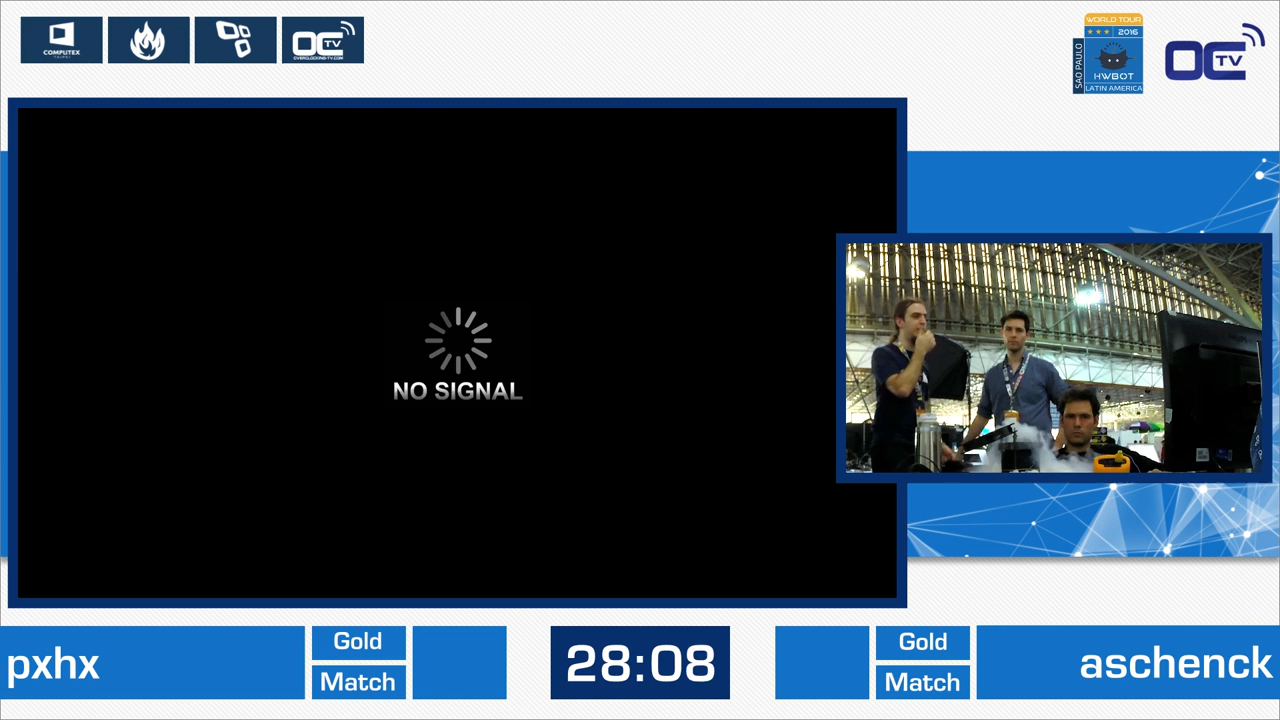 COMPUTEX
TAIPEI
OC TV
OVERCLOCKING-TV.COM
WORLD TOUR
2016
SAO PAULO
HWBOT
LATIN AMERICA
OC TV
NO SIGNAL
pxhx
Gold
Match
28:08
Gold
Match
aschenck